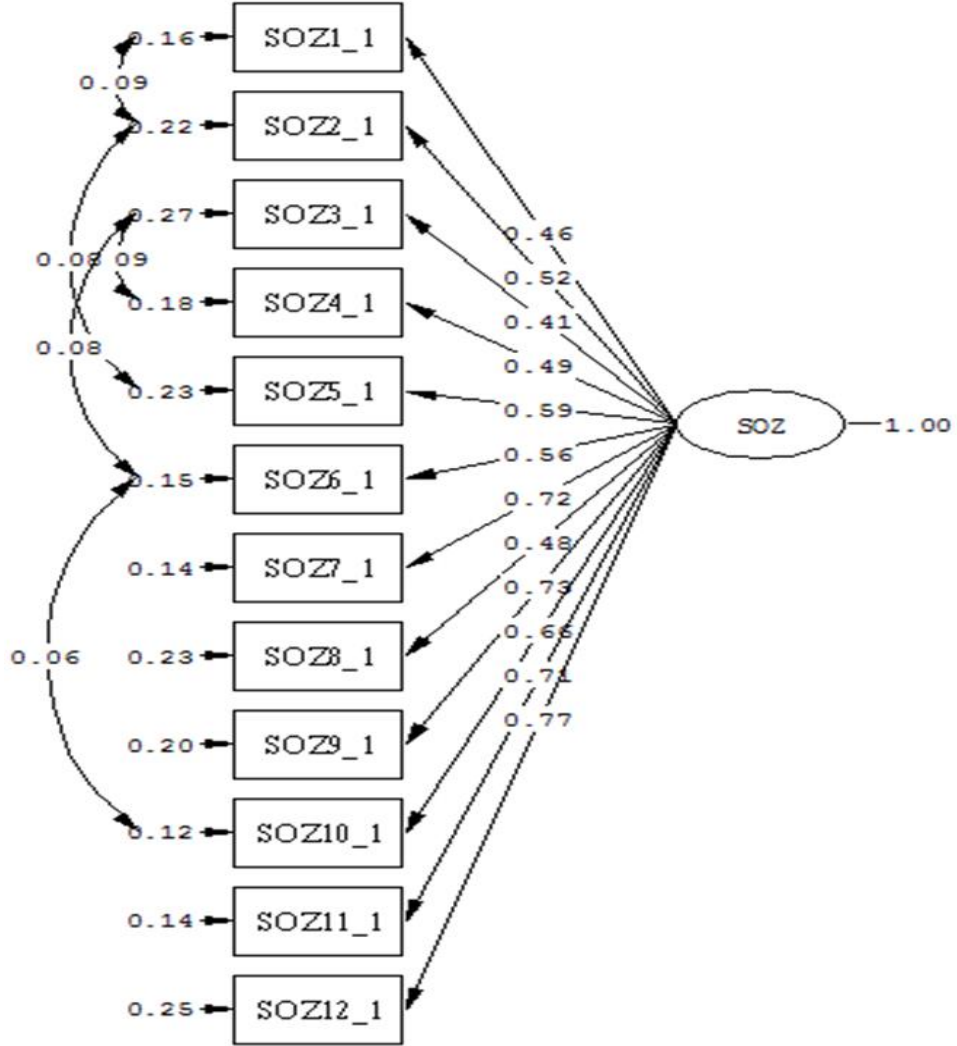 0.16 SOZ1_1
0.09
0.22 SOZ2_1
0.27 SOZ3_1 0.46
0.08 09 0.52
0.18 SOZ4_1 0.41
0.08 0.49
0.23 SOZ5_1 0.59 SOZ 1.00
0.15 SOZ6_1 0.56
0.72
0.14 SOZ7_1 0.48
0.73
0.06 0.23 SOZ8_1 0.66
0.71
0.20 SOZ9_1 0.77
0.12 SOZ10_1
0.14 SOZ11_1
0.25 SOZ12_1